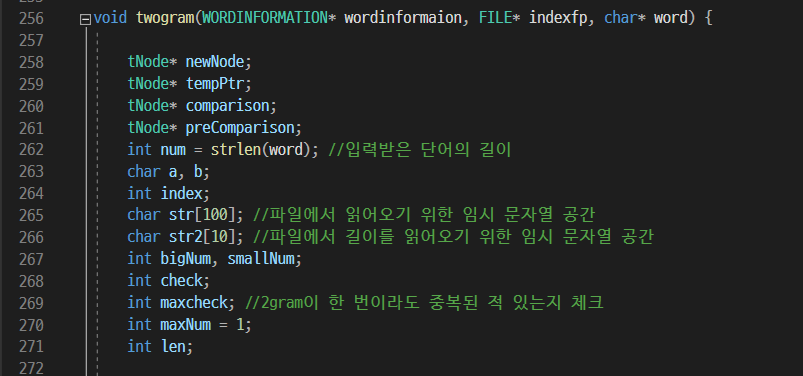 256 void twogram(WORDINFORMATION* wordinformaion, FILE* indexfp, char* word) {
257
258 tNode* newNode;
259 tNode* tempPtr;
260 tNode* comparison;
261 tNode* preComparison;
262 int num = strlen(word); //입력받은 단어의 길이
263 char a, b;
264 int index;
265 char str[100]; //파일에서 읽어오기 위한 임시 문자열 공간
266 char str2[10]; //파일에서 길이를 읽어오기 위한 임시 문자열 공간
267 int bigNum, smallNum;
268 int check;
269 int maxcheck; //2gram이 한 번이라도 중복된 적 있는지 체크
270 int maxNum = 1;
271 int len;
272